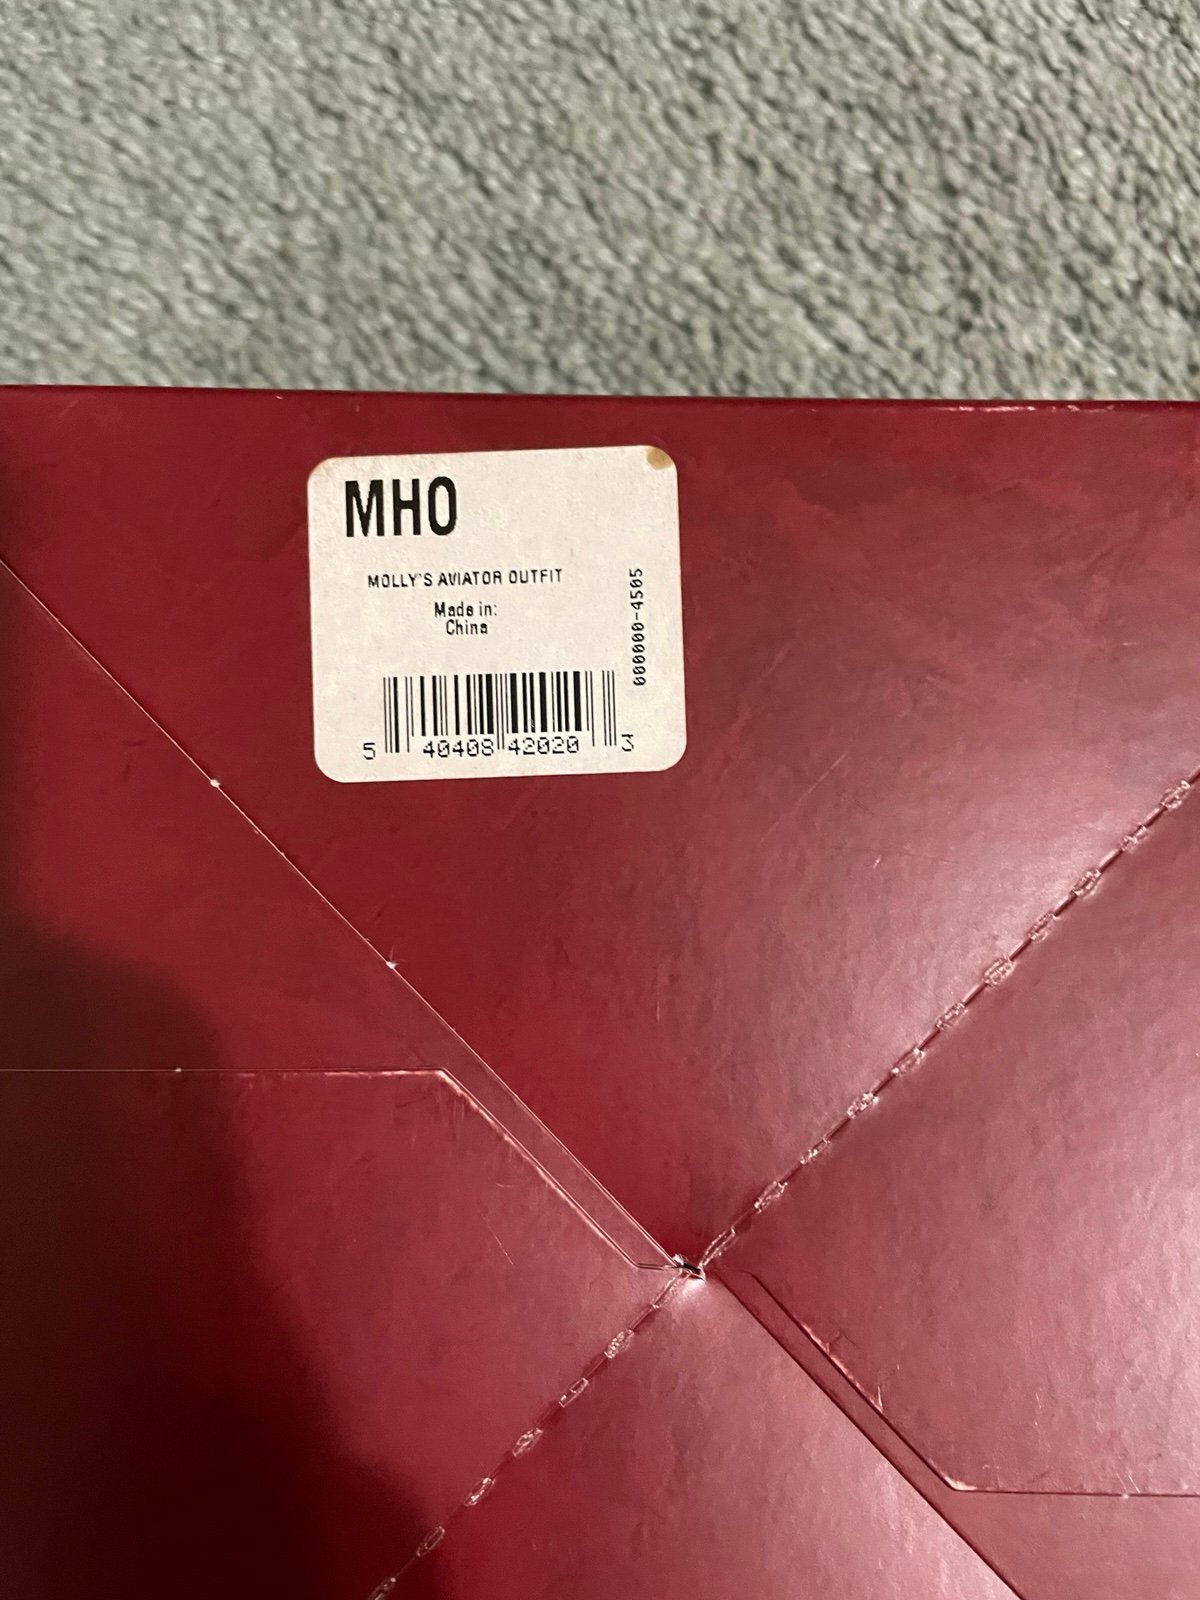 MHO
MOLLY'S AVIATOR OUTFIT
Made in:
China
000000-4505
5 40408 42020 3